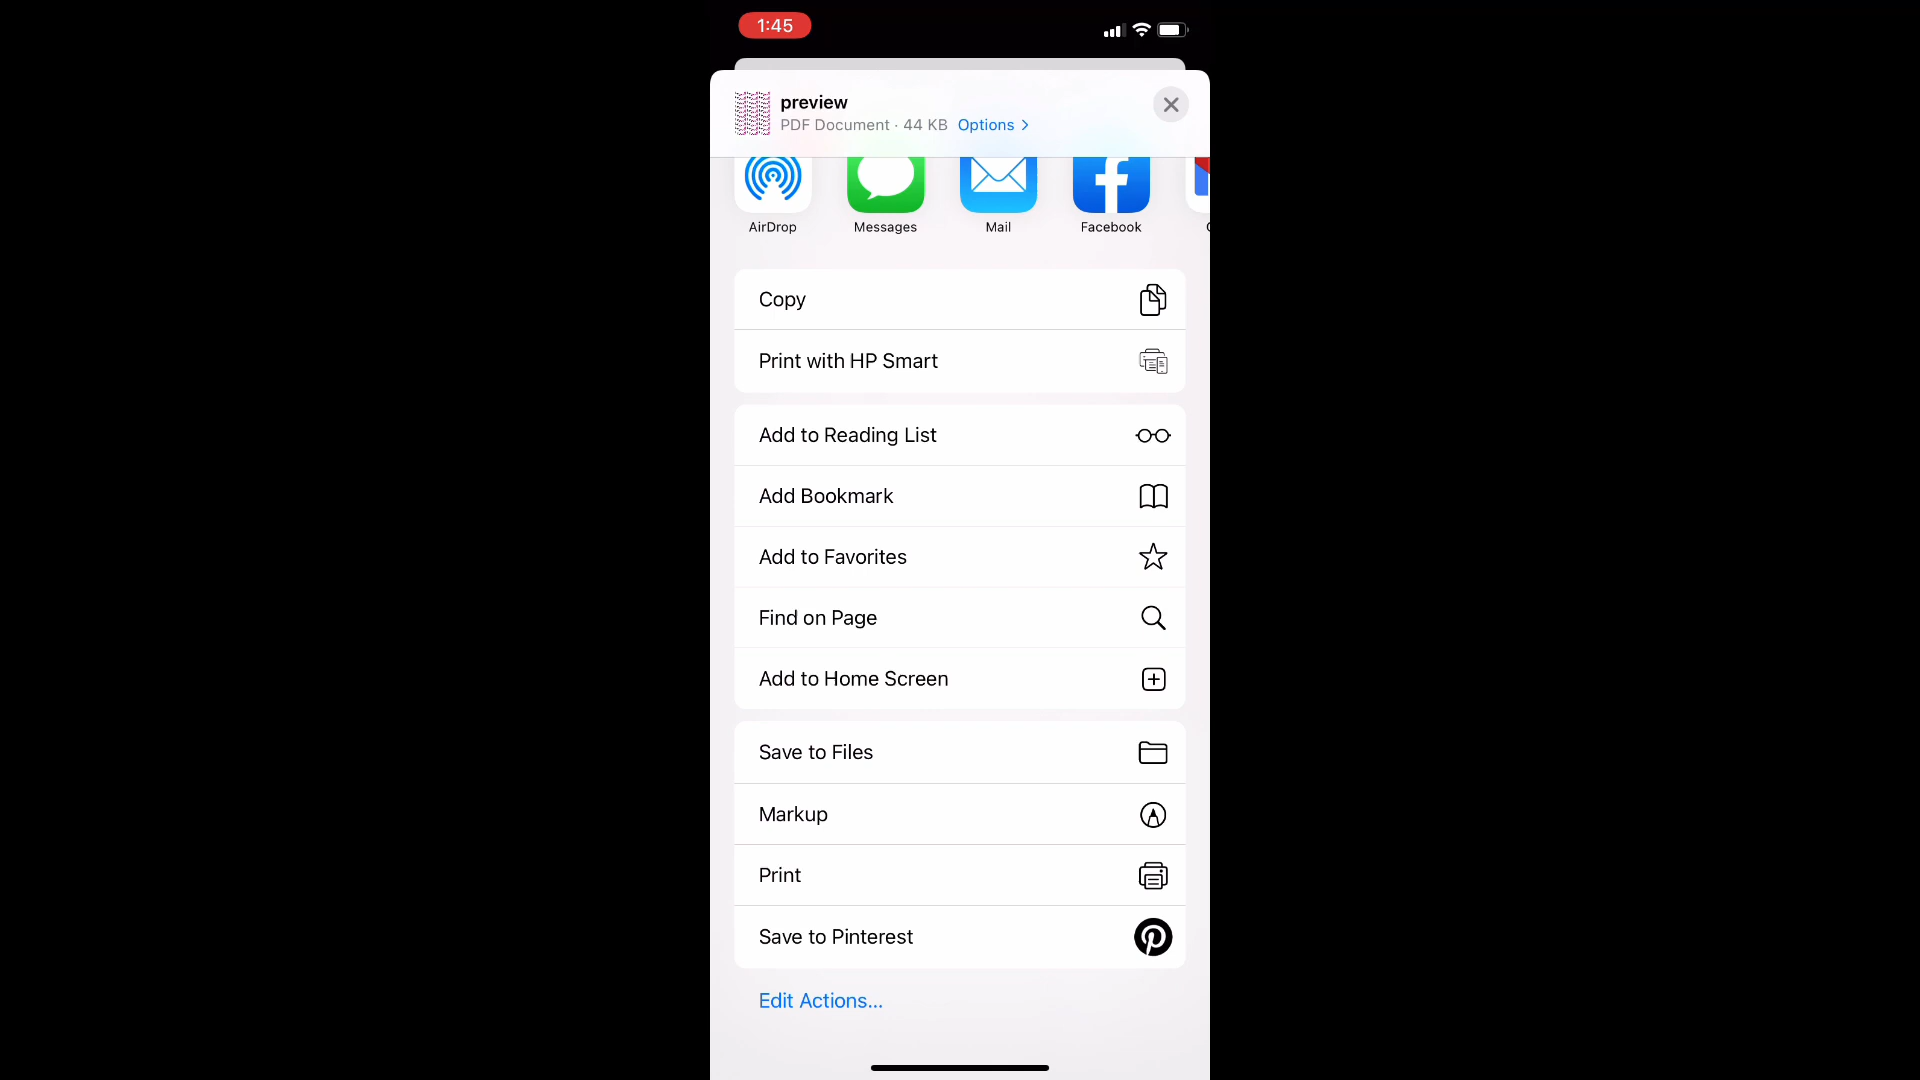 1:45
preview
PDF Document · 44 KB Options >
AirDrop
Messages
Mail
Facebook
Copy
Print with HP Smart
Add to Reading List
Add Bookmark
Add to Favorites
Find on Page
Add to Home Screen
Save to Files
Markup
Print
Save to Pinterest
Edit Actions...